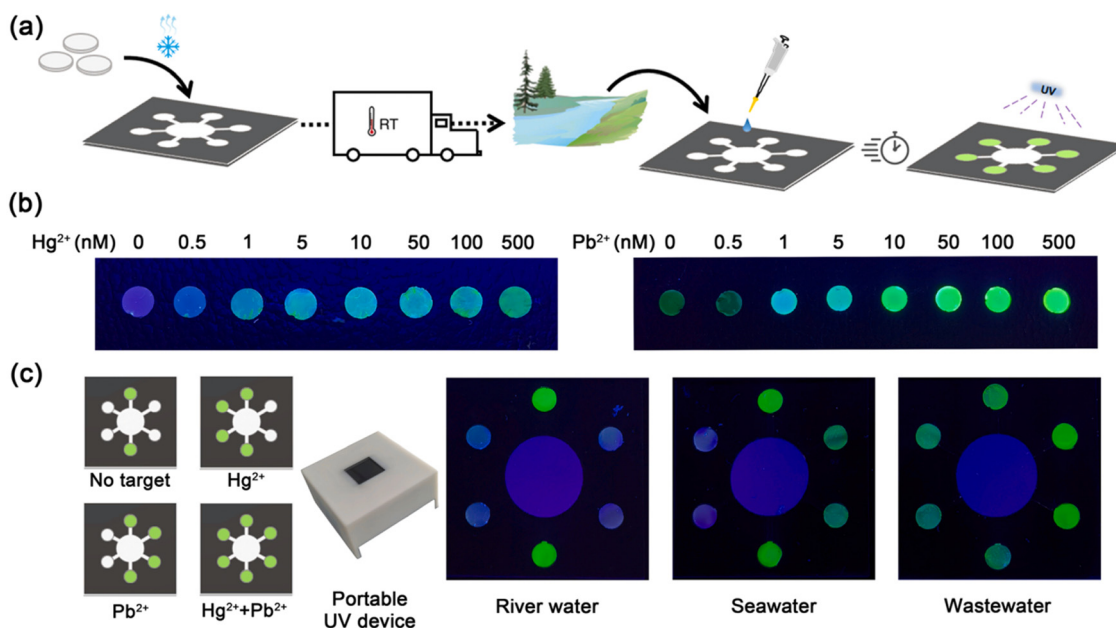 (a)
RT
UV
(b)
Hg²⁺ (nM) 0 0.5 1 5 10 50 100 500
Pb²⁺ (nM) 0 0.5 1 5 10 50 100 500
(c)
No target
Hg²⁺
Pb²⁺
Hg²⁺+Pb²⁺
Portable
UV device
River water
Seawater
Wastewater